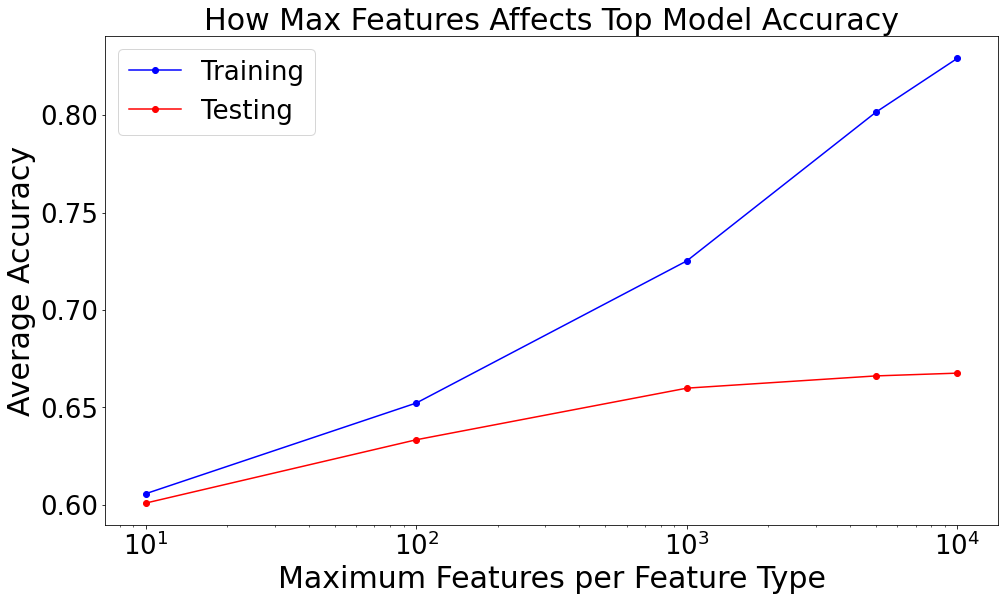 How Max Features Affects Top Model Accuracy
Training
Testing
Average Accuracy
0.80
0.75
0.70
0.65
0.60
10¹
10²
10³
10⁴
Maximum Features per Feature Type